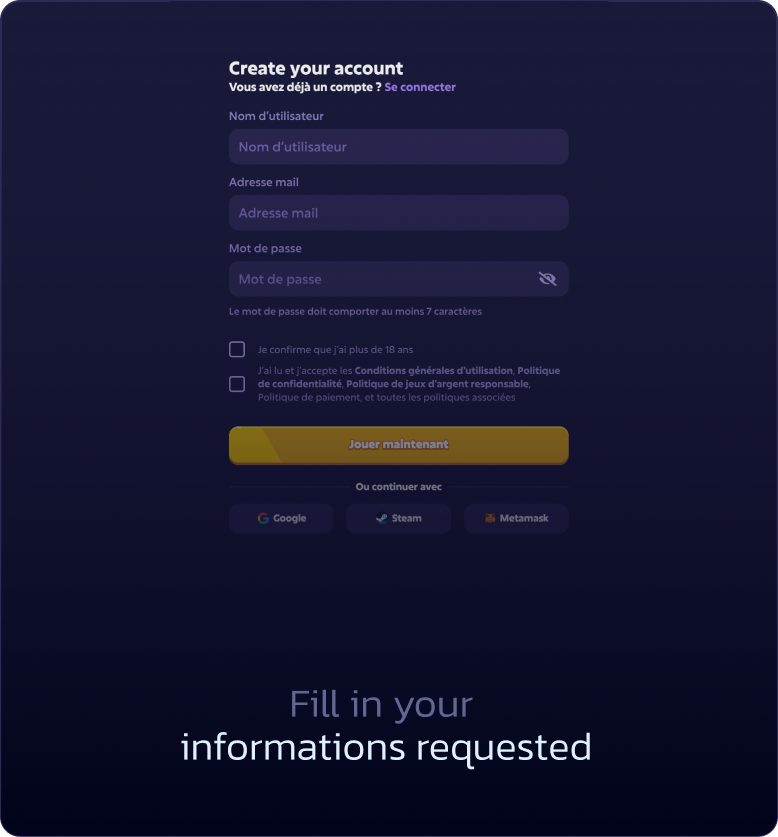 Create your account
Vous avez déjà un compte ? Se connecter
Nom d'utilisateur
Nom d'utilisateur
Adresse mail
Adresse mail
Mot de passe
Mot de passe
Le mot de passe doit comporter au moins 7 caractères
Je confirme que j'ai plus de 18 ans
J'ai lu et j'accepte les Conditions générales d'utilisation, Politique
de confidentialité, Politique de jeux d'argent responsable,
Politique de paiement, et toutes les politiques associées
Jouer maintenant
Ou continuer avec
Google Steam Metamask
Fill in your
informations requested